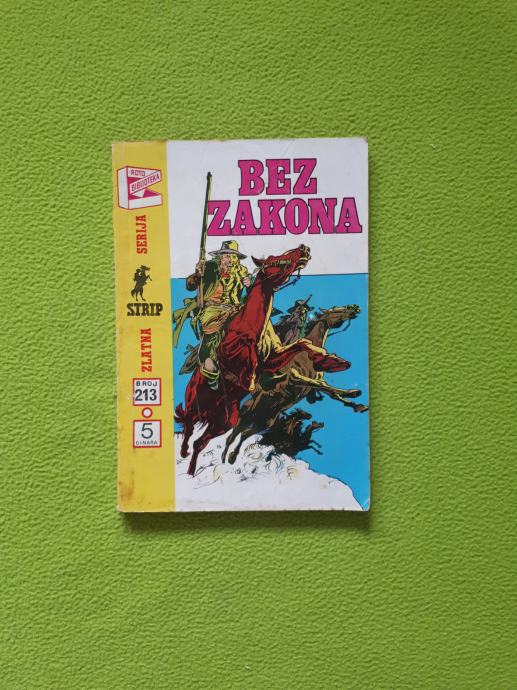 ROTO
BIBLIOTEKA
ZLATNA SERIJA
STRIP
BROJ
213
5
DINARA
BEZ
ZAKONA